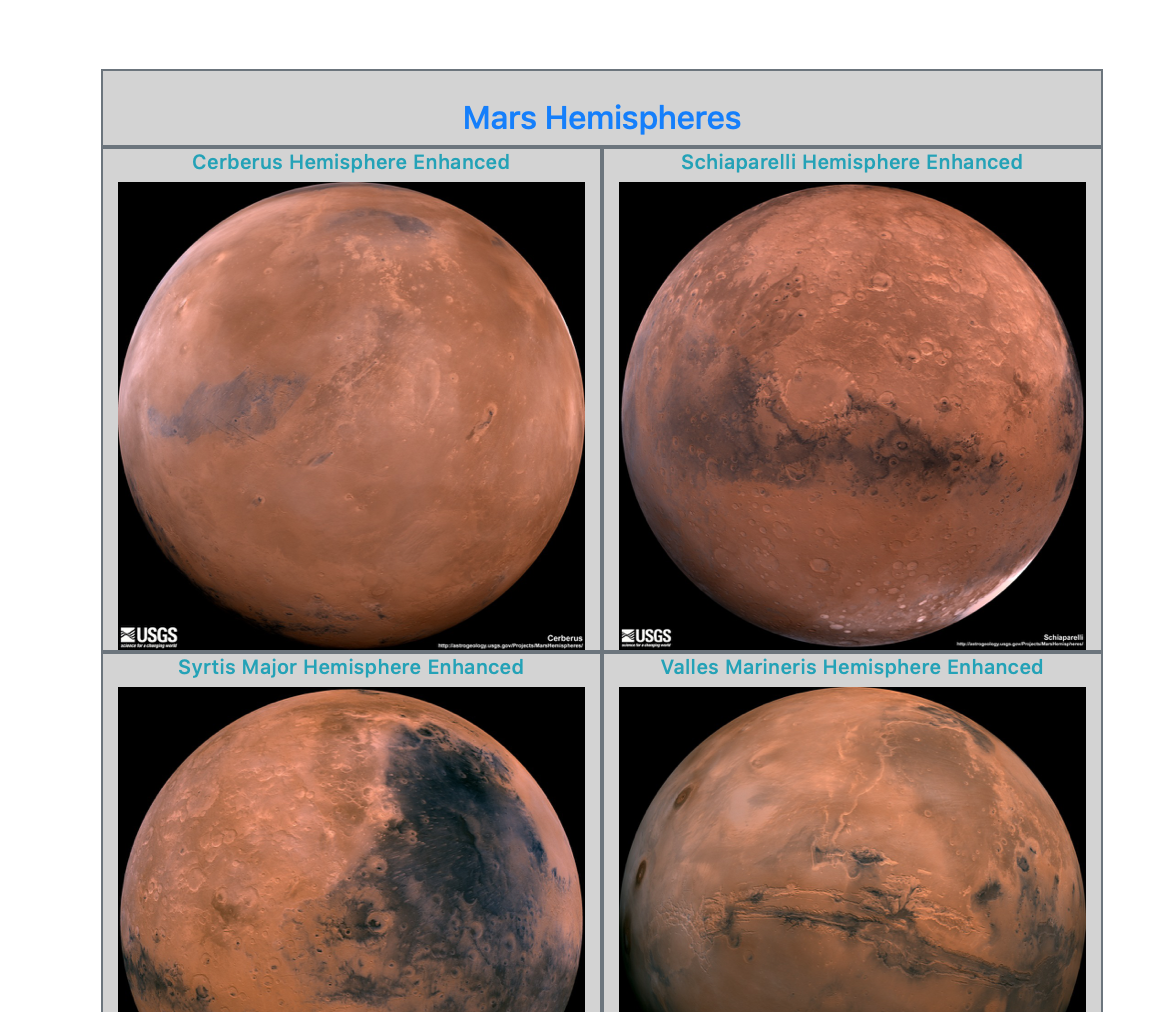 Mars Hemispheres
Cerberus Hemisphere Enhanced
Schiaparelli Hemisphere Enhanced
USGS
science for a changing world
Cerberus
http://astrogeology.usgs.gov/Projects/MarsHemispheres/
USGS
science for a changing world
Schiaparelli
http://astrogeology.usgs.gov/Projects/MarsHemispheres/
Syrtis Major Hemisphere Enhanced
Valles Marineris Hemisphere Enhanced